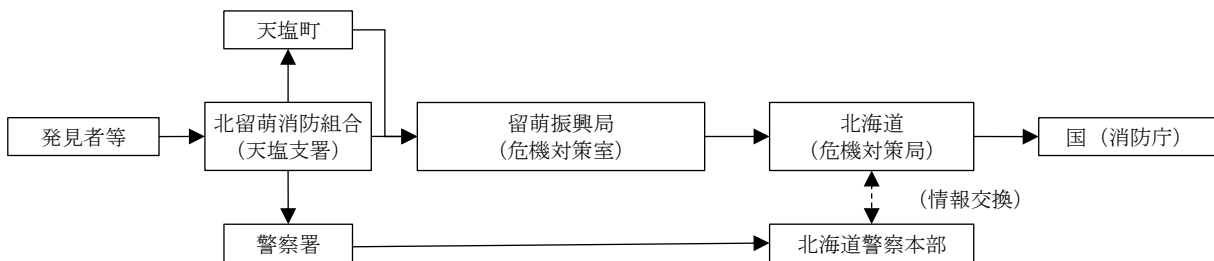 天塩町
発見者等
北留萌消防組合
（天塩支署）
留萌振興局
（危機対策室）
北海道
（危機対策局）
国（消防庁）
（情報交換）
警察署
北海道警察本部